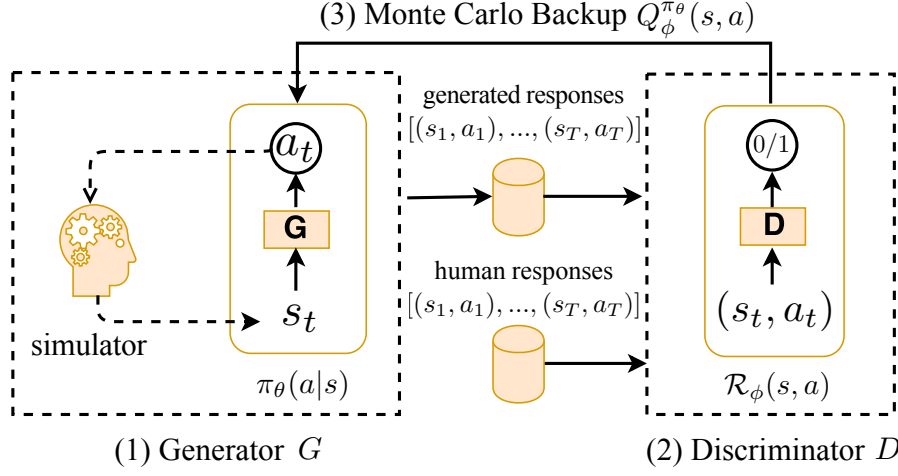 (3) Monte Carlo Backup $Q_{\phi}^{\pi_{\theta}}(s, a)$
generated responses
$[(s_1, a_1), ..., (s_T, a_T)]$
$a_t$
0/1
G
D
human responses
$[(s_1, a_1), ..., (s_T, a_T)]$
$s_t$
$(s_t, a_t)$
simulator
$\pi_{\theta}(a|s)$
$\mathcal{R}_{\phi}(s, a)$
(1) Generator $G$
(2) Discriminator $D$